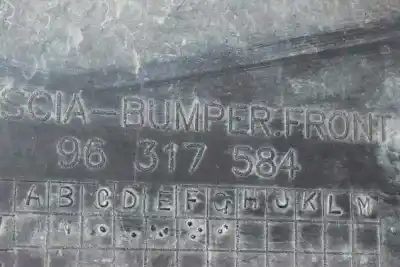 SCIA-BUMPER.FRONT
96 317 584
A B C D E F G H J K L M